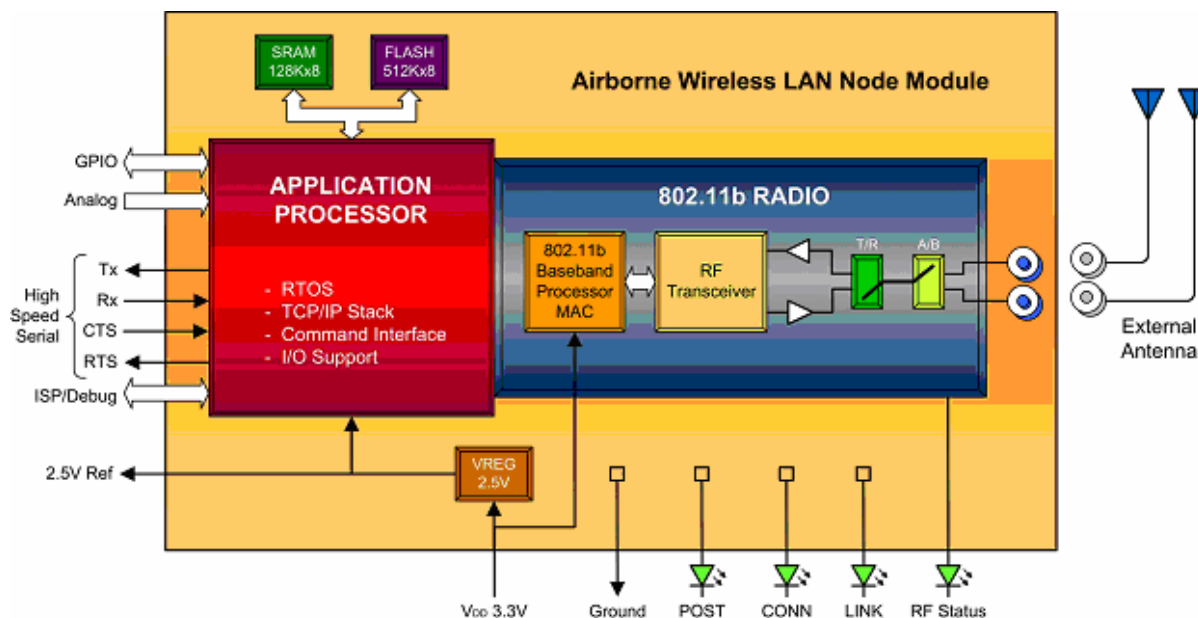 SRAM
128Kx8
FLASH
512Kx8
Airborne Wireless LAN Node Module
GPIO
Analog
APPLICATION
PROCESSOR
- RTOS
- TCP/IP Stack
- Command Interface
- I/O Support
802.11b RADIO
802.11b
Baseband
Processor
MAC
RF
Transceiver
T/R
A/B
High
Speed
Serial
Tx
Rx
CTS
RTS
ISP/Debug
External
Antenna
2.5V Ref
VREG
2.5V
VDD 3.3V
Ground
POST
CONN
LINK
RF Status